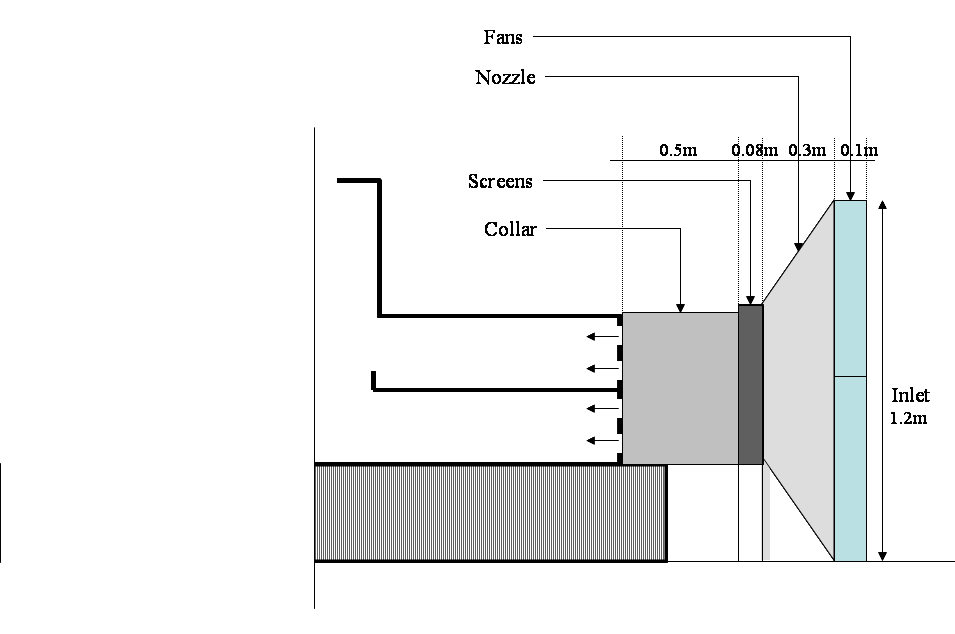 Fans
Nozzle
0.5m 0.08m 0.3m 0.1m
Screens
Collar
Inlet
1.2m